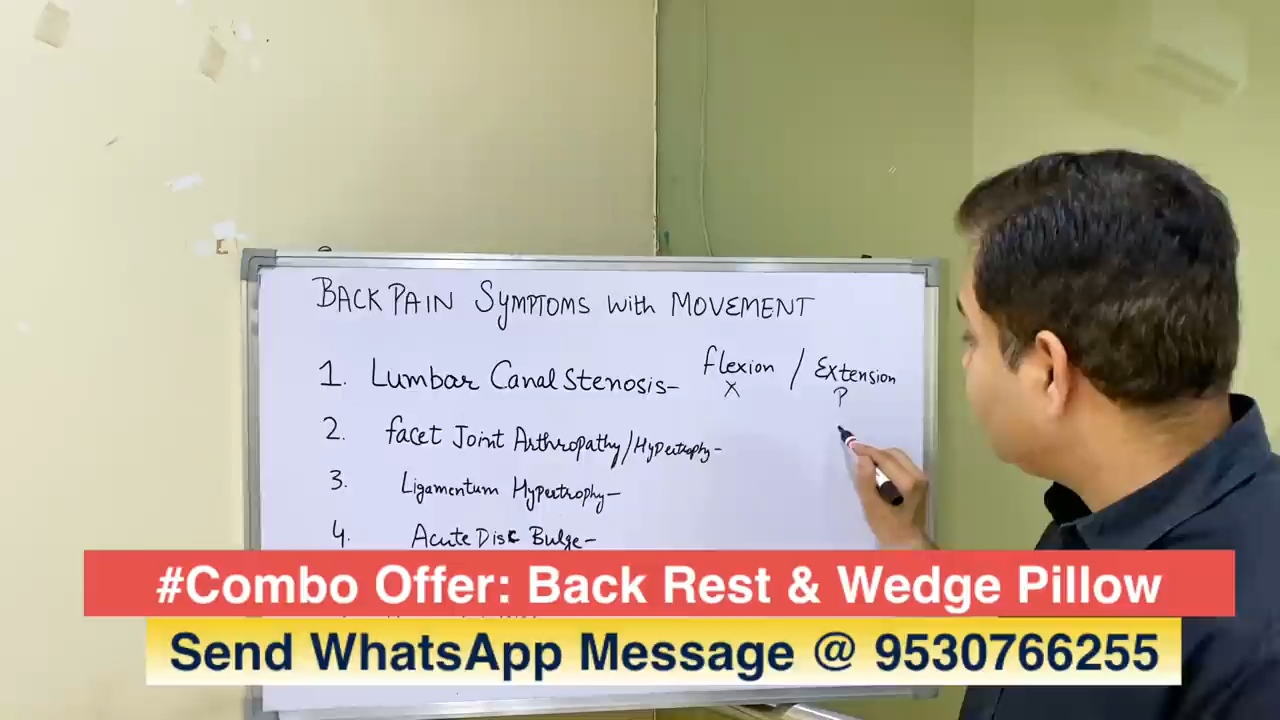 BACK PAIN SYMPTOMS with MOVEMENT
1. Lumbar Canal Stenosis- flexion / Extension
X P
2. facet Joint Arthropathy/Hypertrophy-
3. Ligamentum Hypertrophy-
4. Acute Disc Bulge-
#Combo Offer: Back Rest & Wedge Pillow
Send WhatsApp Message @ 9530766255